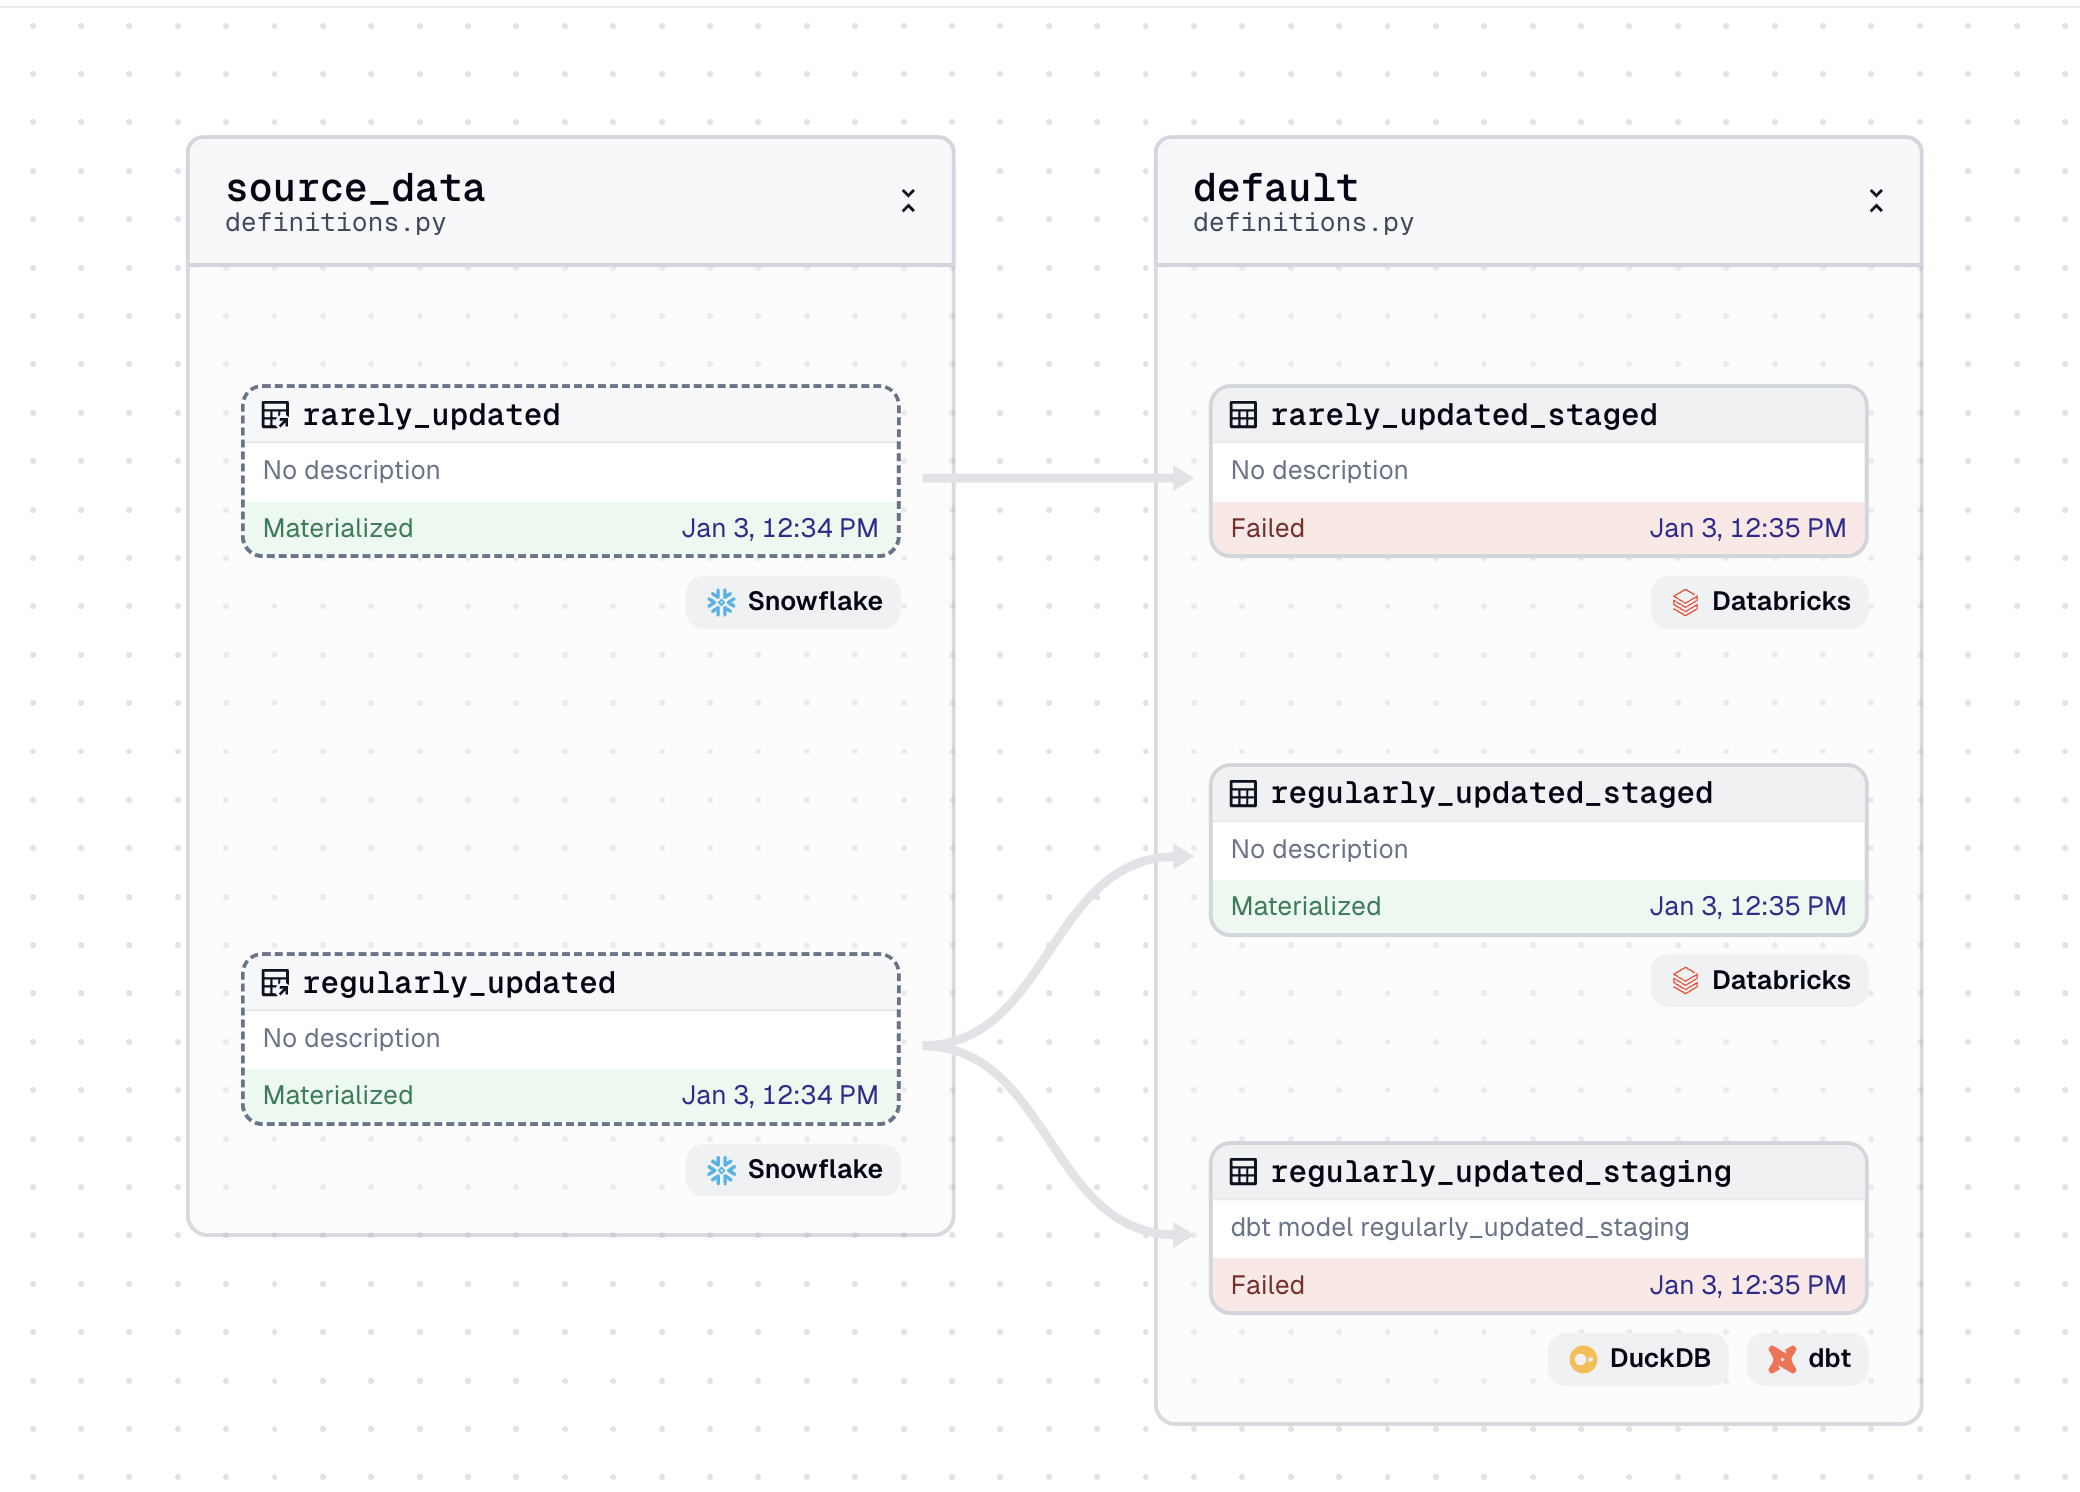 source_data
definitions.py
rarely_updated
No description
Materialized Jan 3, 12:34 PM
Snowflake
regularly_updated
No description
Materialized Jan 3, 12:34 PM
Snowflake
default
definitions.py
rarely_updated_staged
No description
Failed Jan 3, 12:35 PM
Databricks
regularly_updated_staged
No description
Materialized Jan 3, 12:35 PM
Databricks
regularly_updated_staging
dbt model regularly_updated_staging
Failed Jan 3, 12:35 PM
DuckDB dbt